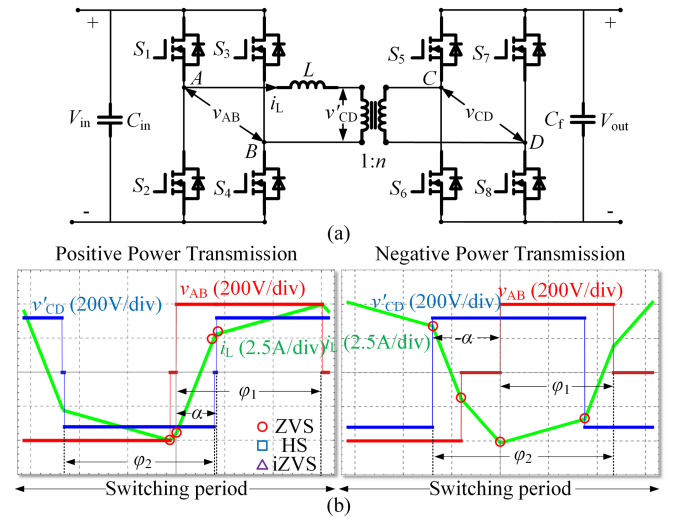 + +
S1 S3 S5 S7
A L C
Vin Cin iL v'CD vCD Cf Vout
vAB
B D
1:n
S2 S4 S6 S8
- -
(a)
Positive Power Transmission
v'CD (200V/div) vAB (200V/div)
iL (2.5A/div)
φ1
α
φ2
ZVS
HS
iZVS
Switching period
Negative Power Transmission
v'CD (200V/div) vAB (200V/div)
iL (2.5A/div)
-α
φ1
φ2
Switching period
(b)